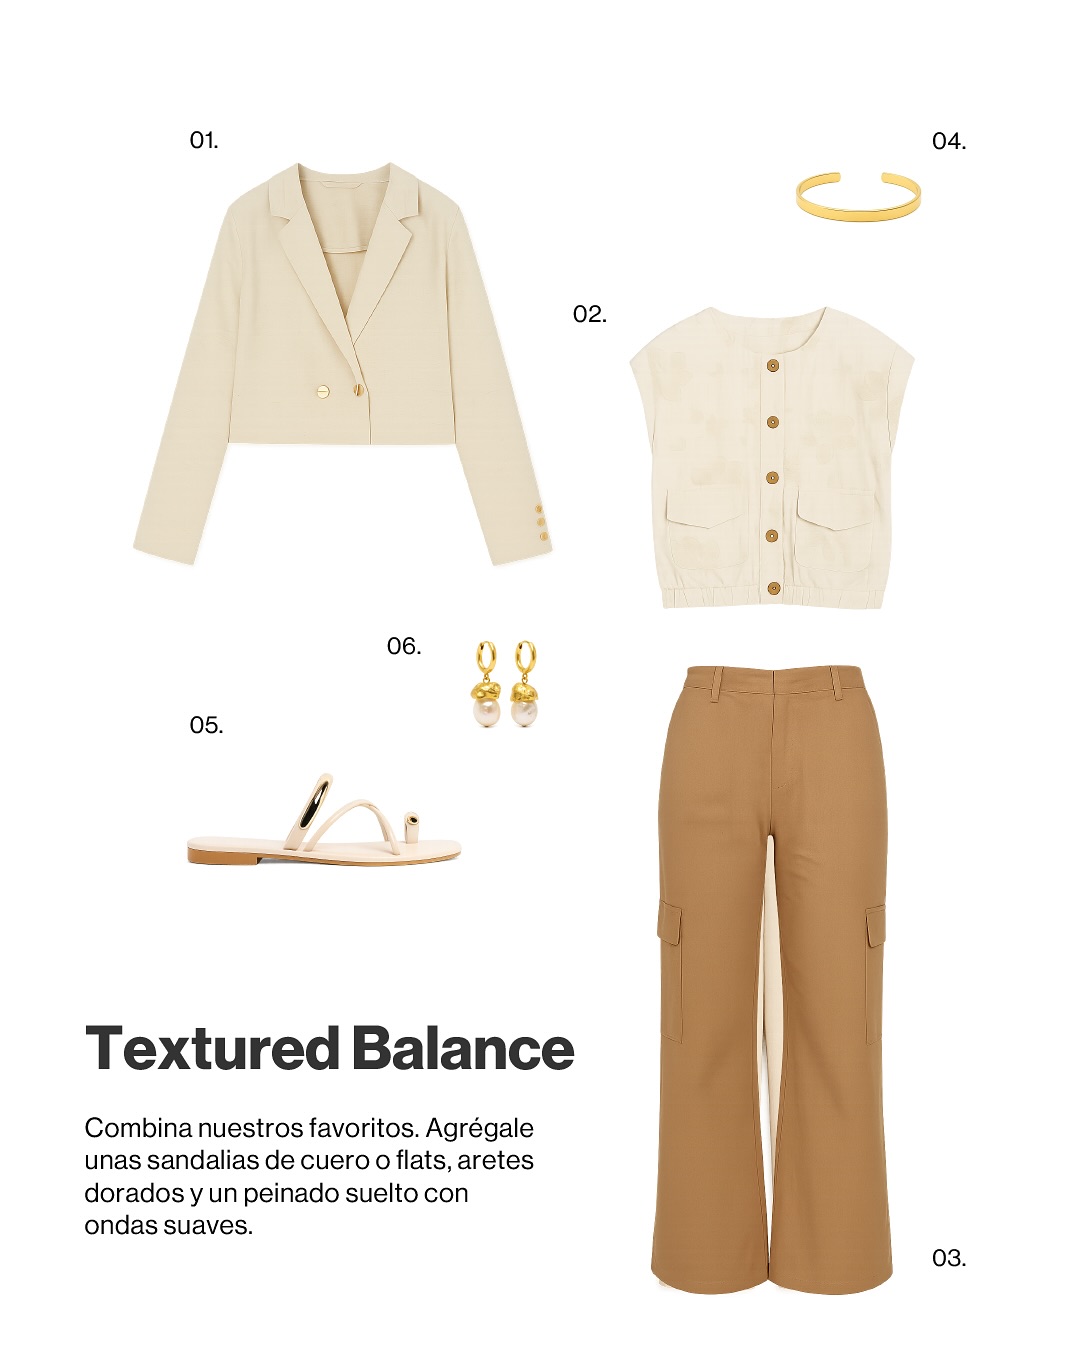 01.
04.
02.
06.
05.
Textured Balance
Combina nuestros favoritos. Agrégale
unas sandalias de cuero o flats, aretes
dorados y un peinado suelto con
ondas suaves.
03.